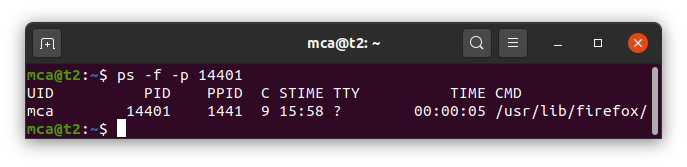 mca@t2: ~
mca@t2:~$ ps -f -p 14401
UID          PID    PPID  C STIME TTY          TIME CMD
mca        14401    1441  9 15:58 ?        00:00:05 /usr/lib/firefox/
mca@t2:~$